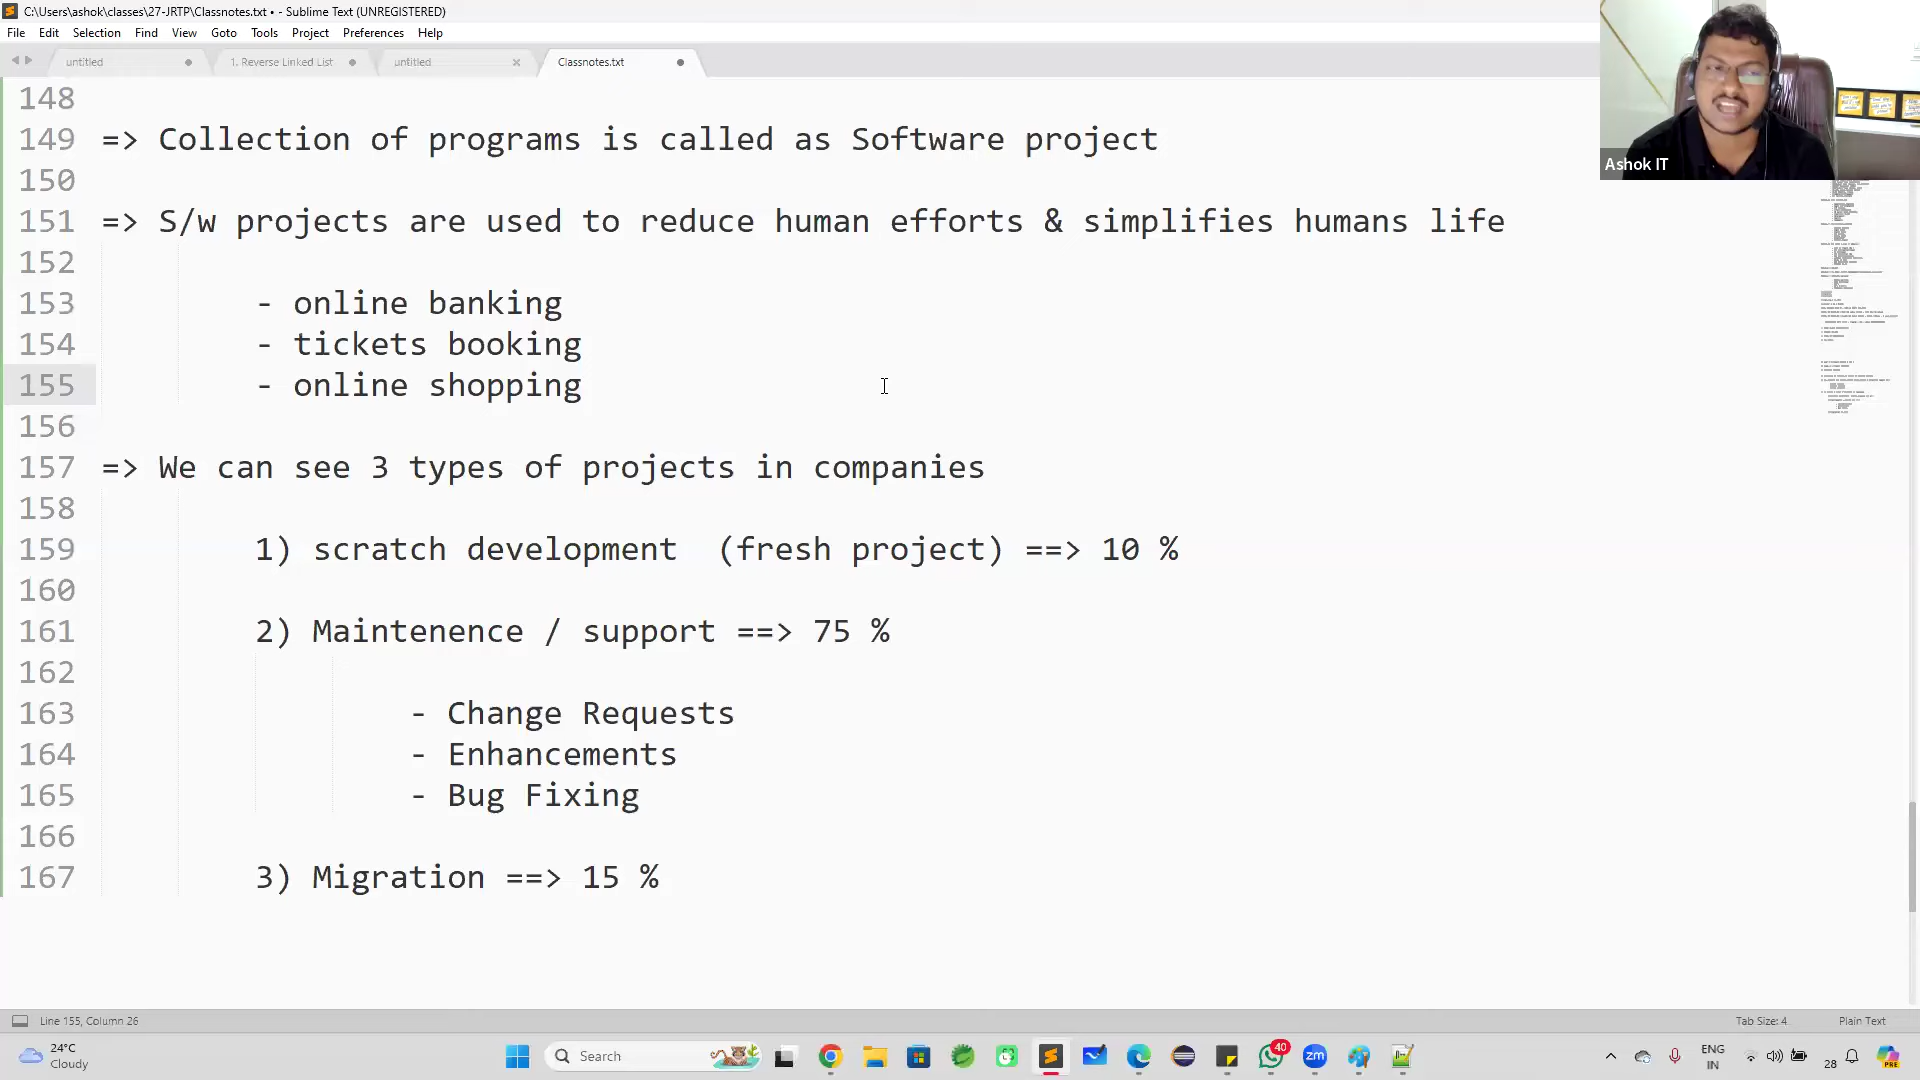 C:\Users\ashok\classes\27-JRTP\Classnotes.txt • - Sublime Text (UNREGISTERED)
File Edit Selection Find View Goto Tools Project Preferences Help
untitled 1. Reverse Linked List untitled Classnotes.txt
Ashok IT
148
149 => Collection of programs is called as Software project
150
151 => S/w projects are used to reduce human efforts & simplifies humans life
152
153 - online banking
154 - tickets booking
155 - online shopping
156
157 => We can see 3 types of projects in companies
158
159 1) scratch development (fresh project) ==> 10 %
160
161 2) Maintenence / support ==> 75 %
162
163 - Change Requests
164 - Enhancements
165 - Bug Fixing
166
167 3) Migration ==> 15 %
Line 155, Column 26 Tab Size: 4 Plain Text
24°C
Cloudy
Search
40
ENG
IN
28
PRE